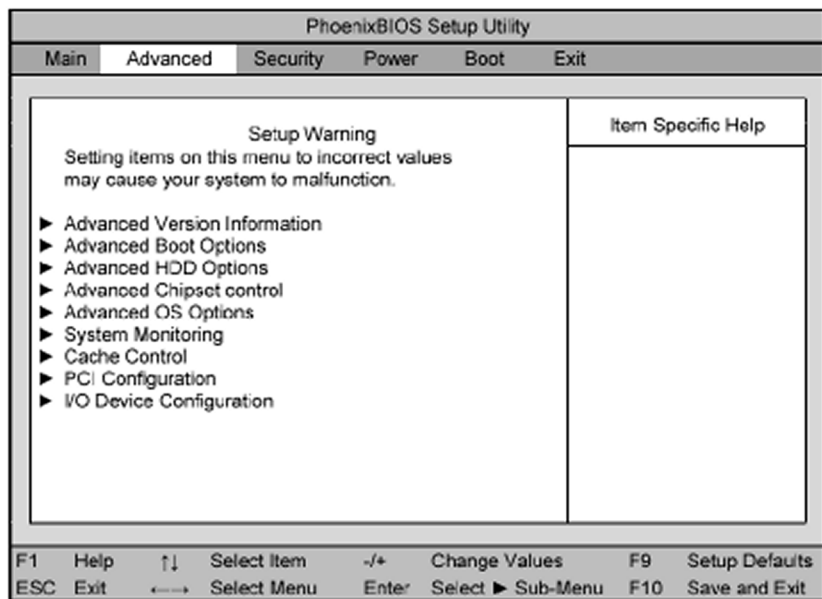 PhoenixBIOS Setup Utility
Main Advanced Security Power Boot Exit
Setup Warning
Setting items on this menu to incorrect values
may cause your system to malfunction.
► Advanced Version Information
► Advanced Boot Options
► Advanced HDD Options
► Advanced Chipset control
► Advanced OS Options
► System Monitoring
► Cache Control
► PCI Configuration
► I/O Device Configuration
Item Specific Help
F1 Help ↑↓ Select Item -/+ Change Values F9 Setup Defaults
ESC Exit ←→ Select Menu Enter Select ► Sub-Menu F10 Save and Exit